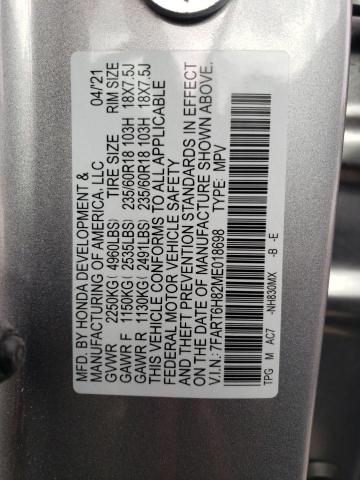 MFD. BY HONDA DEVELOPMENT & 04/'21
MANUFACTURING OF AMERICA, LLC
TIRE SIZE RIM SIZE
GVWR 2250KG( 4960LBS)
GAWR F 1150KG( 2535LBS) 235/60R18 103H 18X7.5J
GAWR R 1130KG( 2491LBS) 235/60R18 103H 18X7.5J
THIS VEHICLE CONFORMS TO ALL APPLICABLE
FEDERAL MOTOR VEHICLE SAFETY
AND THEFT PREVENTION STANDARDS IN EFFECT
ON THE DATE OF MANUFACTURE SHOWN ABOVE.
V.I.N.: 7FART6H82ME018698 TYPE: MPV
TPG M AC7 -NH830MX -B -E